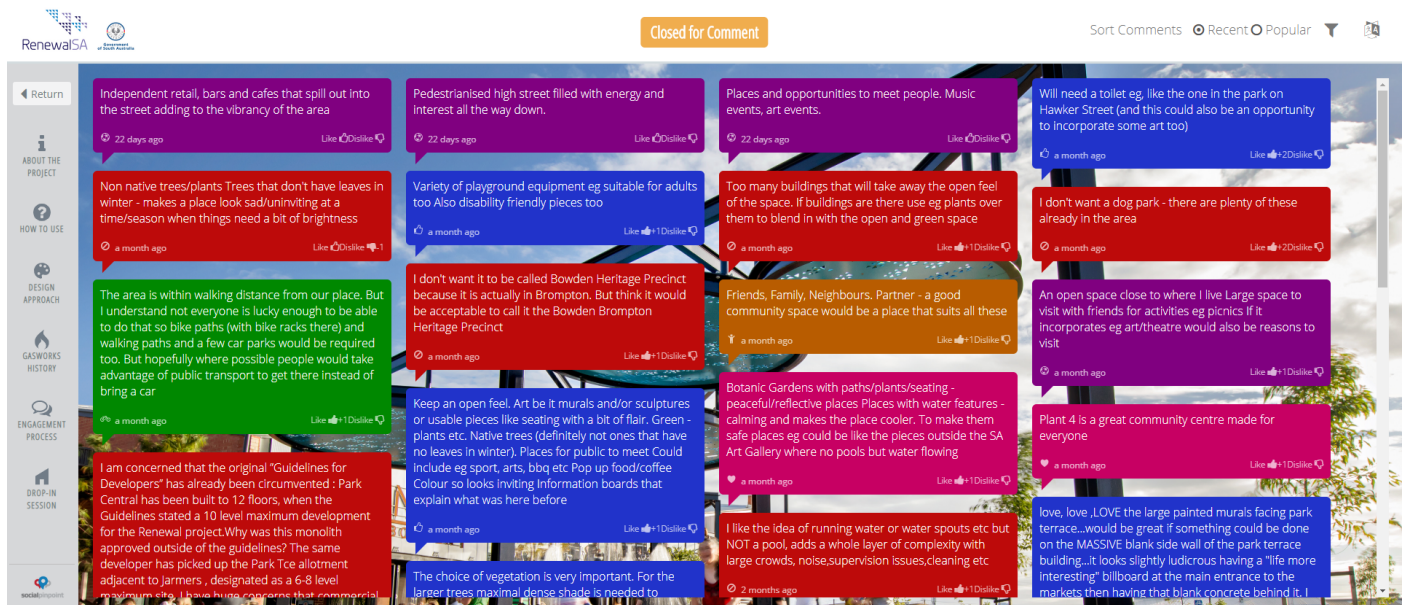 RenewalSA
Government
of South Australia
Closed for Comment
Sort Comments Recent Popular
Return
ABOUT THE
PROJECT
HOW TO USE
DESIGN
APPROACH
GASWORKS
HISTORY
ENGAGEMENT
PROCESS
DROP-IN
SESSION
socialpinpoint
Independent retail, bars and cafes that spill out into
the street adding to the vibrancy of the area
22 days ago Like Dislike
Non native trees/plants Trees that don't have leaves in
winter - makes a place look sad/uninviting at a
time/season when things need a bit of brightness
a month ago Like Dislike -1
The area is within walking distance from our place. But
I understand not everyone is lucky enough to be able
to do that so bike paths (with bike racks there) and
walking paths and a few car parks would be required
too. But hopefully where possible people would take
advantage of public transport to get there instead of
bring a car
a month ago Like +1Dislike
I am concerned that the original "Guidelines for
Developers" has already been circumvented : Park
Central has been built to 12 floors, when the
Guidelines stated a 10 level maximum development
for the Renewal project.Why was this monolith
approved outside of the guidelines? The same
developer has picked up the Park Tce allotment
adjacent to Jarmers , designated as a 6-8 level
maximum site. I have huge concerns that commercial
Pedestrianised high street filled with energy and
interest all the way down.
22 days ago Like Dislike
Variety of playground equipment eg suitable for adults
too Also disability friendly pieces too
a month ago Like +1Dislike
I don't want it to be called Bowden Heritage Precinct
because it is actually in Brompton. But think it would
be acceptable to call it the Bowden Brompton
Heritage Precinct
a month ago Like +1Dislike
Keep an open feel. Art be it murals and/or sculptures
or usable pieces like seating with a bit of flair. Green -
plants etc. Native trees (definitely not ones that have
no leaves in winter). Places for public to meet Could
include eg sport, arts, bbq etc Pop up food/coffee
Colour so looks inviting Information boards that
explain what was here before
a month ago Like +1Dislike
The choice of vegetation is very important. For the
larger trees maximal dense shade is needed to
Places and opportunities to meet people. Music
events, art events.
22 days ago Like Dislike
Too many buildings that will take away the open feel
of the space. If buildings are there use eg plants over
them to blend in with the open and green space
a month ago Like +1Dislike
Friends, Family, Neighbours. Partner - a good
community space would be a place that suits all these
a month ago Like +1Dislike
Botanic Gardens with paths/plants/seating -
peaceful/reflective places Places with water features -
calming and makes the place cooler. To make them
safe places eg could be like the pieces outside the SA
Art Gallery where no pools but water flowing
a month ago Like +1Dislike
I like the idea of running water or water spouts etc but
NOT a pool, adds a whole layer of complexity with
large crowds, noise,supervision issues,cleaning etc
2 months ago Like +1Dislike
Will need a toilet eg, like the one in the park on
Hawker Street (and this could also be an opportunity
to incorporate some art too)
a month ago Like +2Dislike
I don't want a dog park - there are plenty of these
already in the area
a month ago Like +2Dislike
An open space close to where I live Large space to
visit with friends for activities eg picnics If it
incorporates eg art/theatre would also be reasons to
visit
a month ago Like +1Dislike
Plant 4 is a great community centre made for
everyone
a month ago Like +1Dislike
love, love ,LOVE the large painted murals facing park
terrace...would be great if something could be done
on the MASSIVE blank side wall of the park terrace
building...it looks slightly ludicrous having a "life more
interesting" billboard at the main entrance to the
markets then having that blank concrete behind it. I